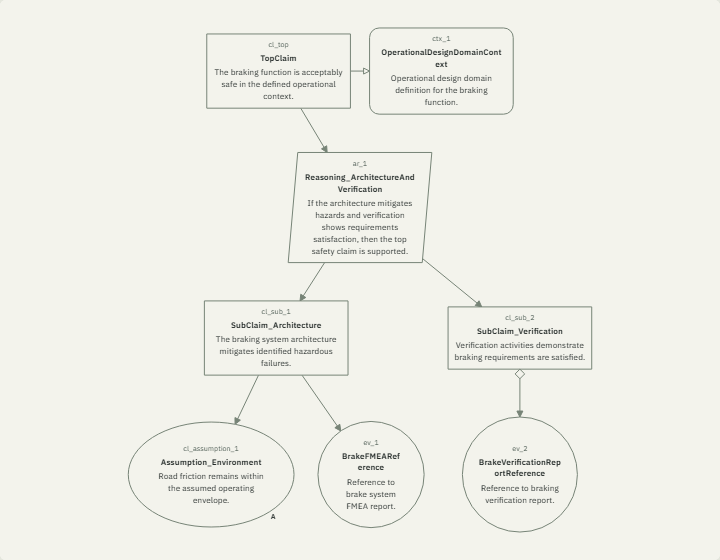 cl_top
TopClaim
The braking function is acceptably
safe in the defined operational
context.
ctx_1
OperationalDesignDomainCont
ext
Operational design domain
definition for the braking
function.
ar_1
Reasoning_ArchitectureAnd
Verification
If the architecture mitigates
hazards and verification
shows requirements
satisfaction, then the top
safety claim is supported.
cl_sub_1
SubClaim_Architecture
The braking system architecture
mitigates identified hazardous
failures.
cl_sub_2
SubClaim_Verification
Verification activities demonstrate
braking requirements are satisfied.
cl_assumption_1
Assumption_Environment
Road friction remains within
the assumed operating
envelope.
A
ev_1
BrakeFMEARef
erence
Reference to
brake system
FMEA report.
ev_2
BrakeVerificationRep
ortReference
Reference to braking
verification report.